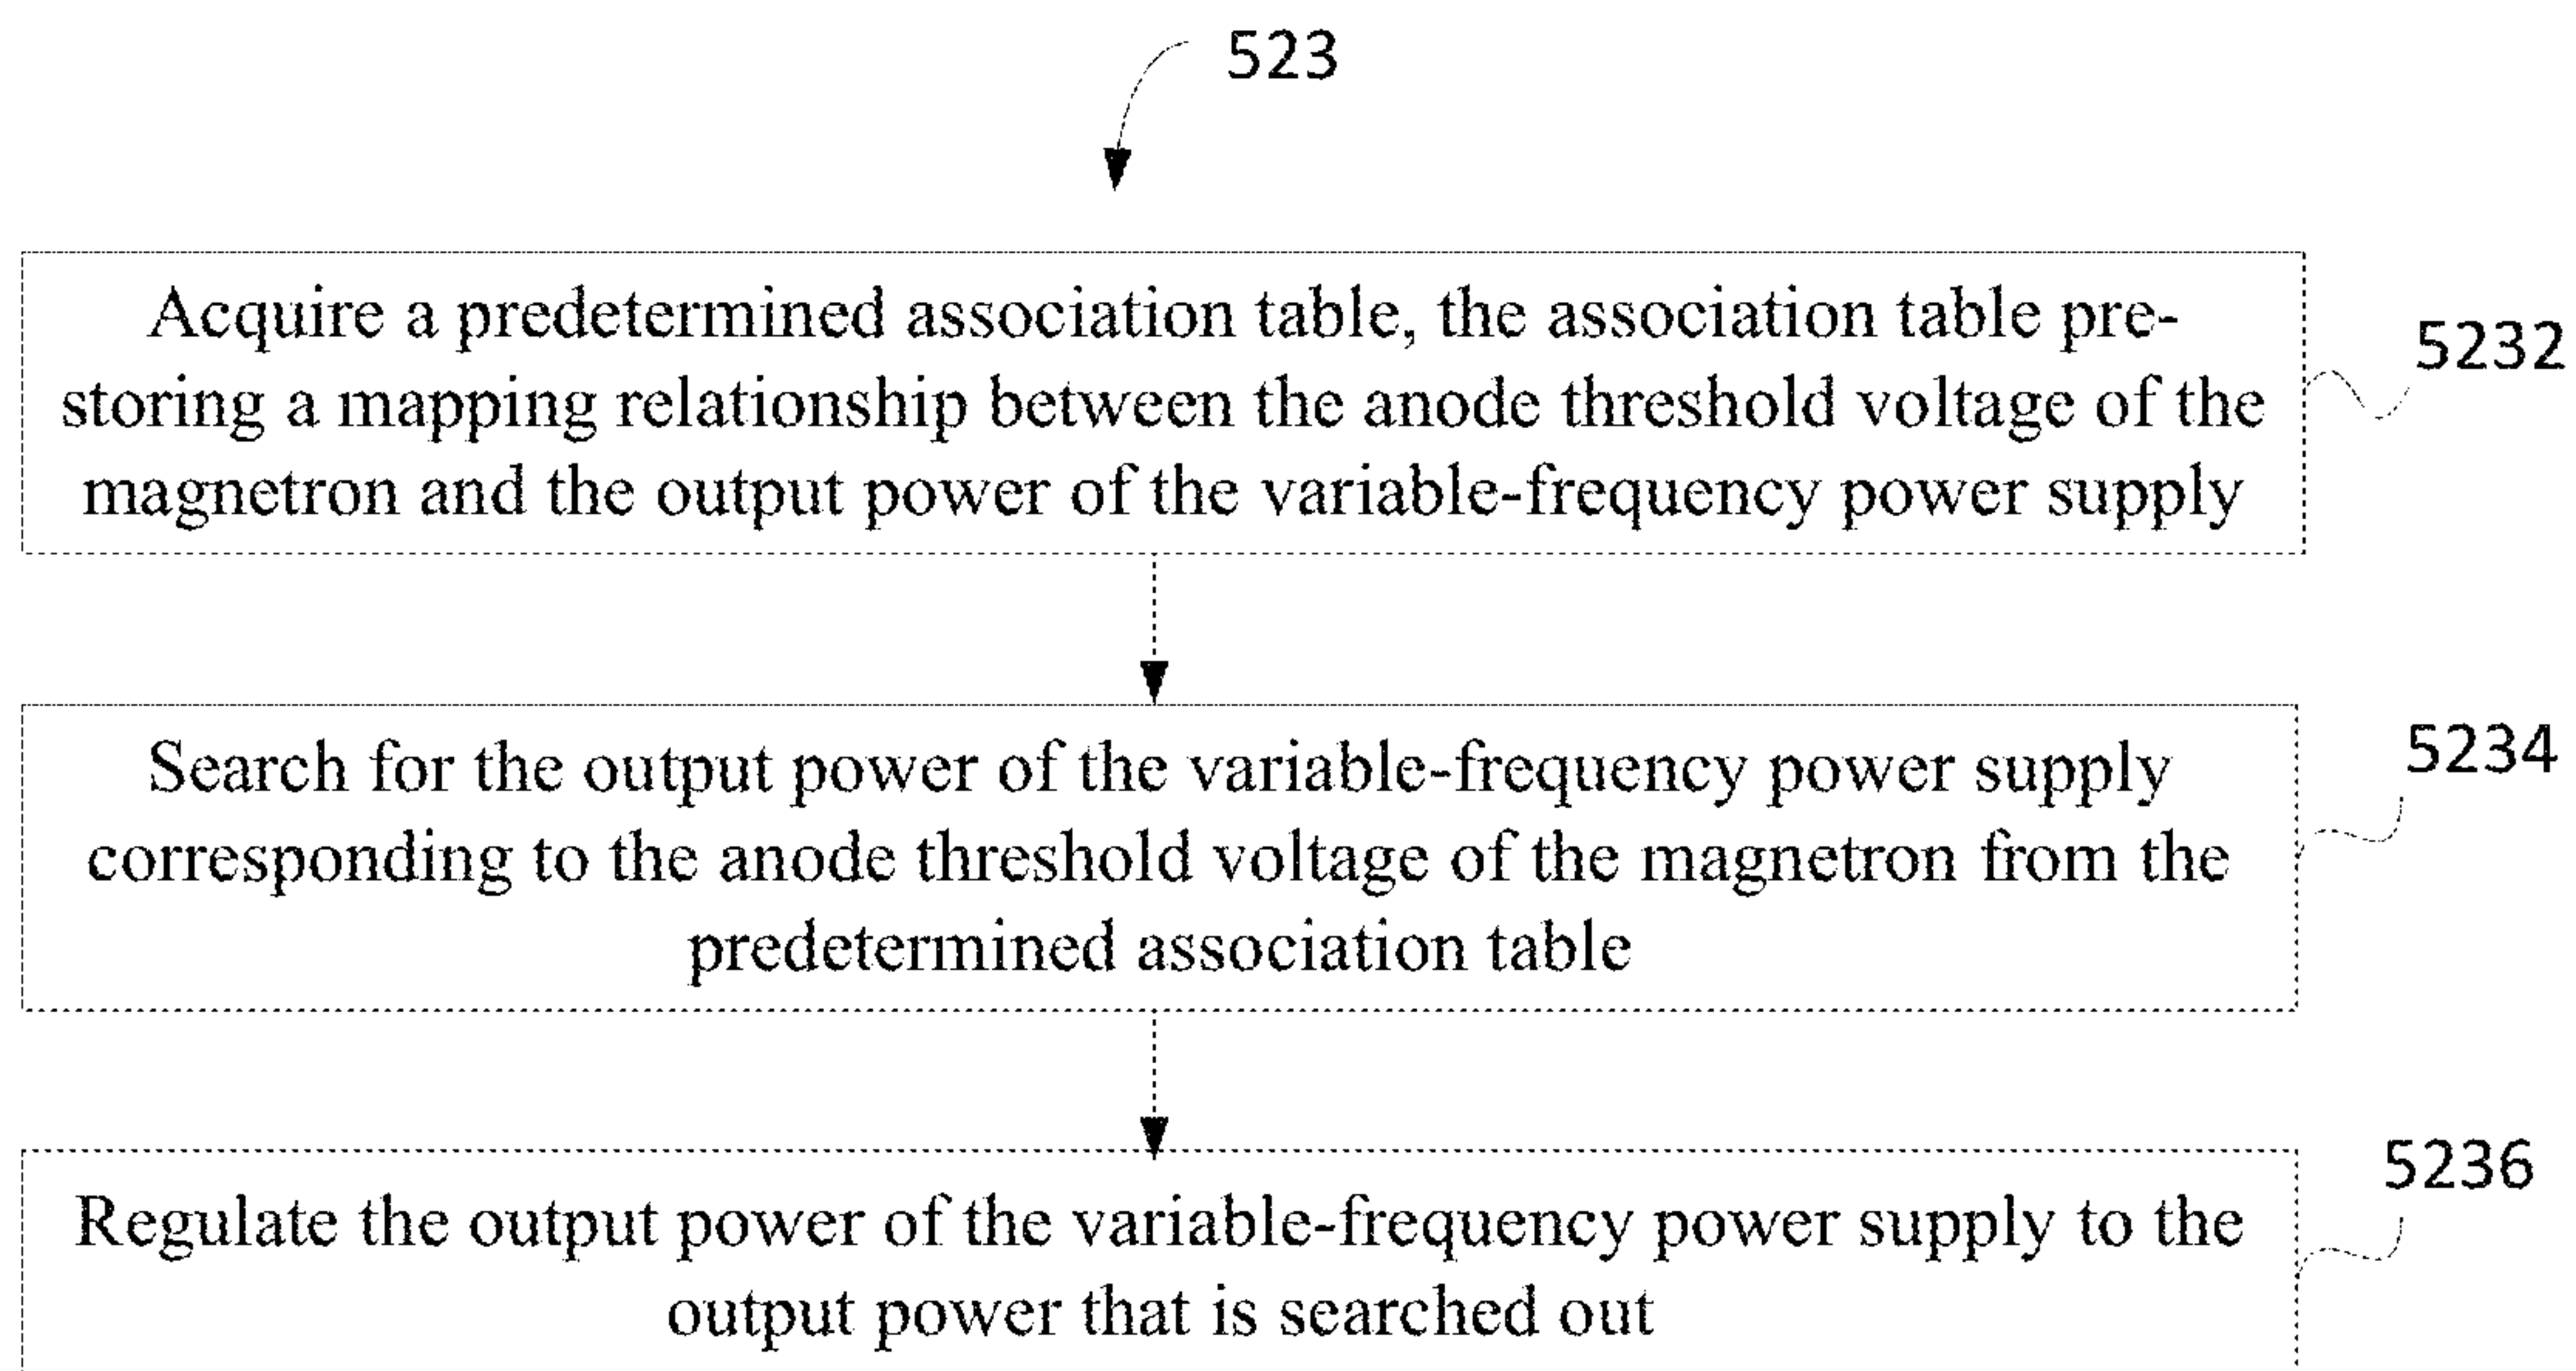 523
Acquire a predetermined association table, the association table pre-
storing a mapping relationship between the anode threshold voltage of the
magnetron and the output power of the variable-frequency power supply
5232
Search for the output power of the variable-frequency power supply
corresponding to the anode threshold voltage of the magnetron from the
predetermined association table
5234
Regulate the output power of the variable-frequency power supply to the
output power that is searched out
5236